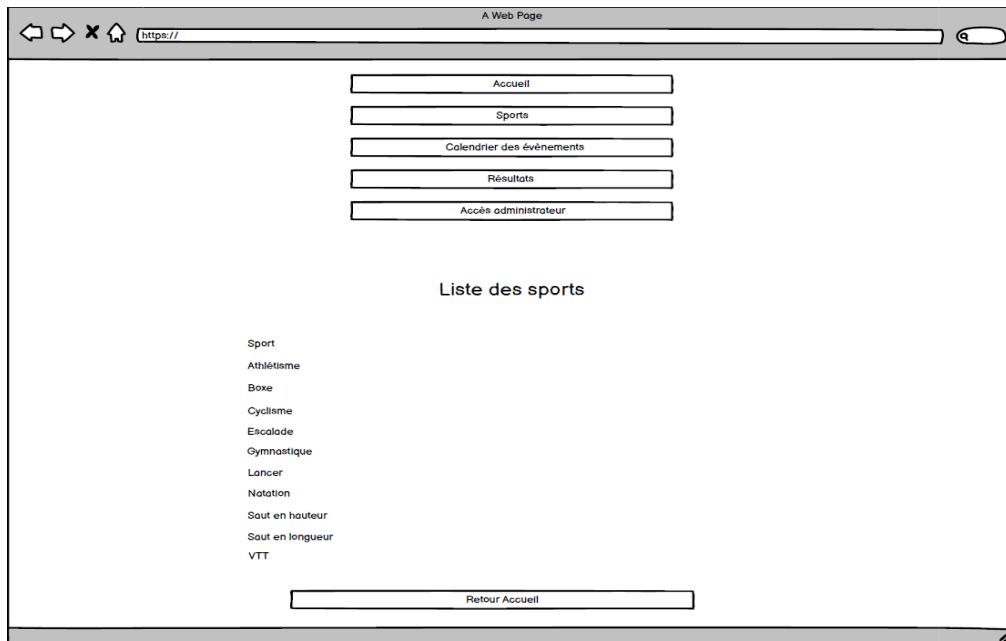 A Web Page
https://
Accueil
Sports
Calendrier des évènements
Résultats
Accès administrateur
Liste des sports
Sport
Athlétisme
Boxe
Cyclisme
Escalade
Gymnastique
Lancer
Natation
Saut en hauteur
Saut en longueur
VTT
Retour Accueil